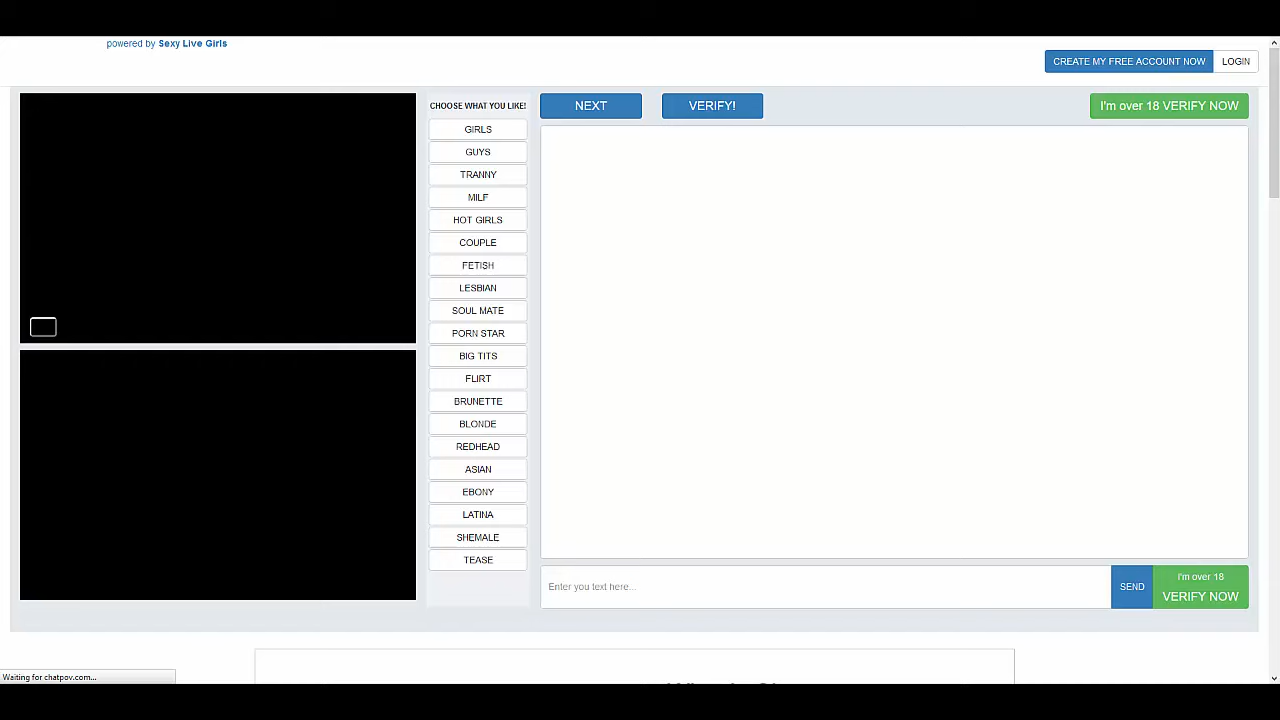 powered by Sexy Live Girls
CREATE MY FREE ACCOUNT NOW
LOGIN
CHOOSE WHAT YOU LIKE!
GIRLS
GUYS
TRANNY
MILF
HOT GIRLS
COUPLE
FETISH
LESBIAN
SOUL MATE
PORN STAR
BIG TITS
FLIRT
BRUNETTE
BLONDE
REDHEAD
ASIAN
EBONY
LATINA
SHEMALE
TEASE
NEXT
VERIFY!
I'm over 18 VERIFY NOW
Enter you text here...
SEND
I'm over 18
VERIFY NOW
Waiting for chatpov.com...